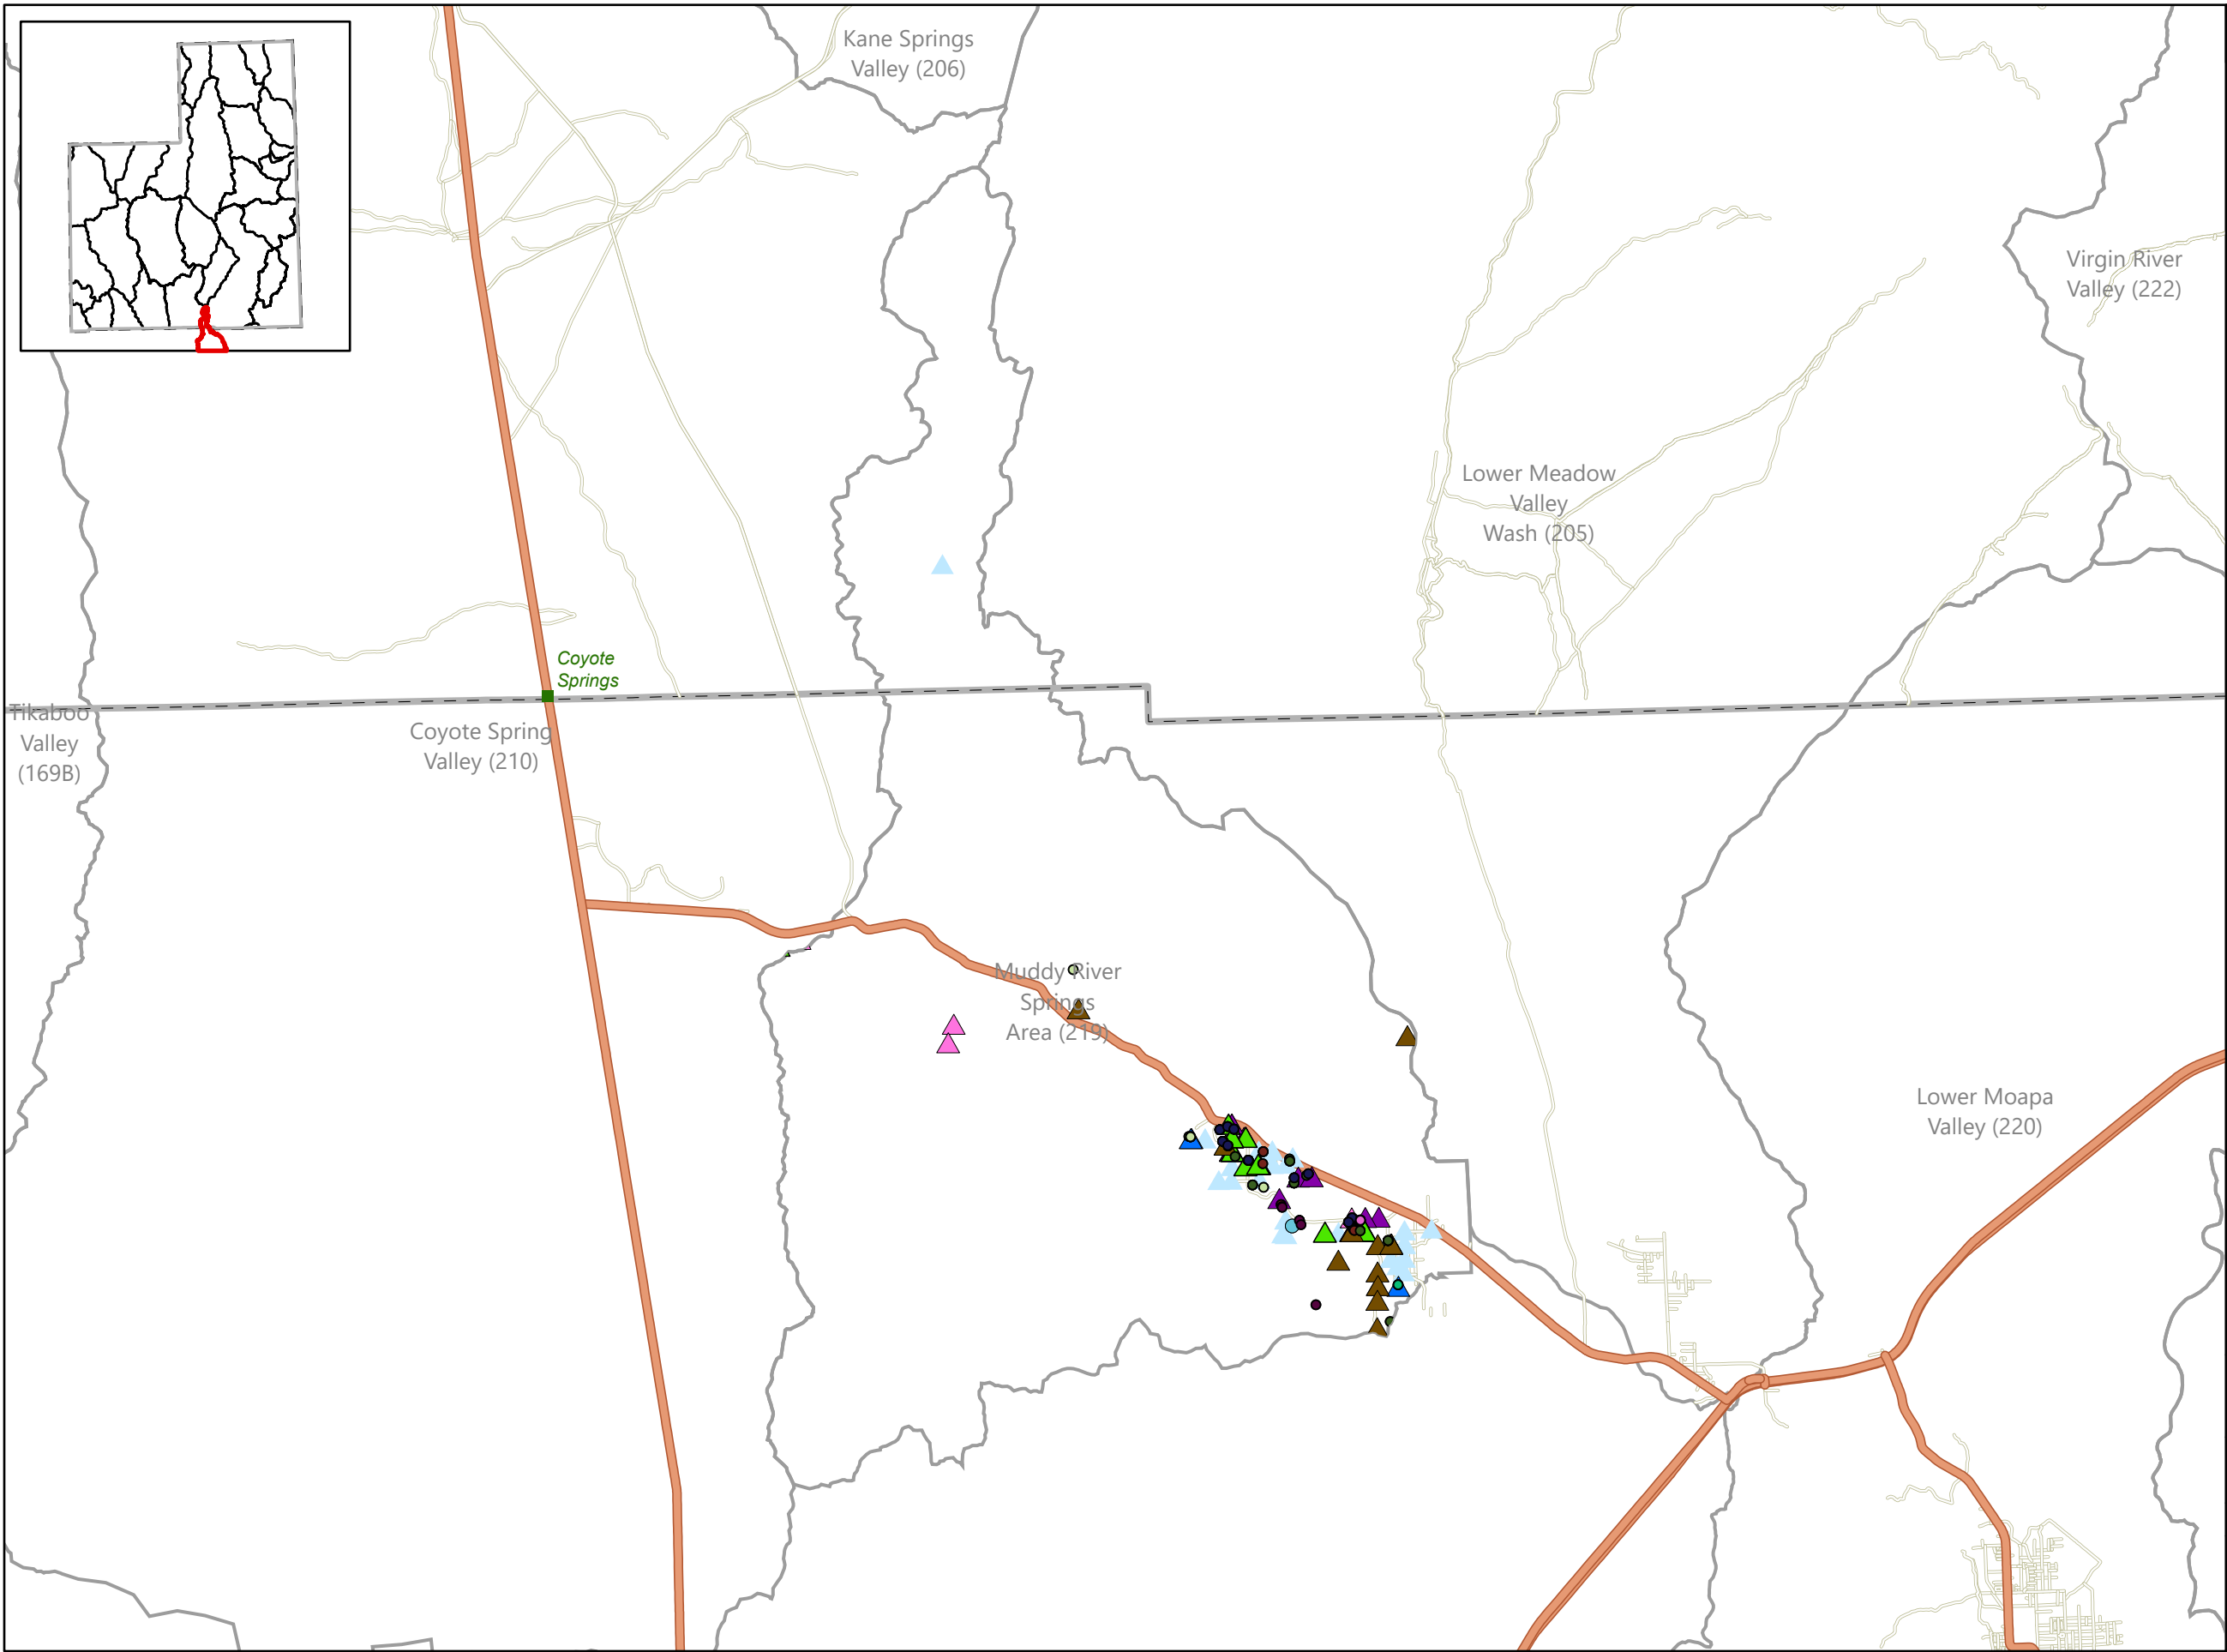 Kane Springs
Valley (206)
Virgin River
Valley (222)
Lower Meadow
Valley
Wash (205)
Coyote
Springs
Tikaboo
Valley
(169B)
Coyote Spring
Valley (210)
Muddy River
Springs
Area (219)
Lower Moapa
Valley (220)